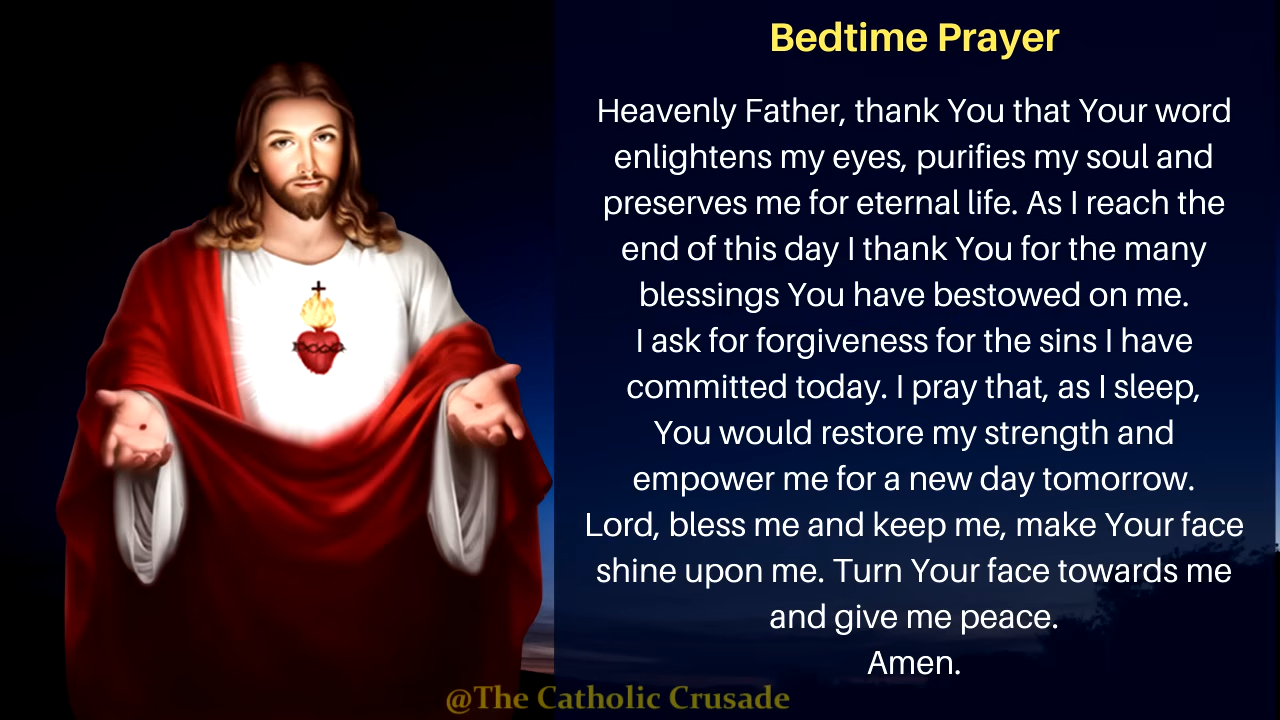 Bedtime Prayer
Heavenly Father, thank You that Your word
enlightens my eyes, purifies my soul and
preserves me for eternal life. As I reach the
end of this day I thank You for the many
blessings You have bestowed on me.
I ask for forgiveness for the sins I have
committed today. I pray that, as I sleep,
You would restore my strength and
empower me for a new day tomorrow.
Lord, bless me and keep me, make Your face
shine upon me. Turn Your face towards me
and give me peace.
Amen.
@The Catholic Crusade